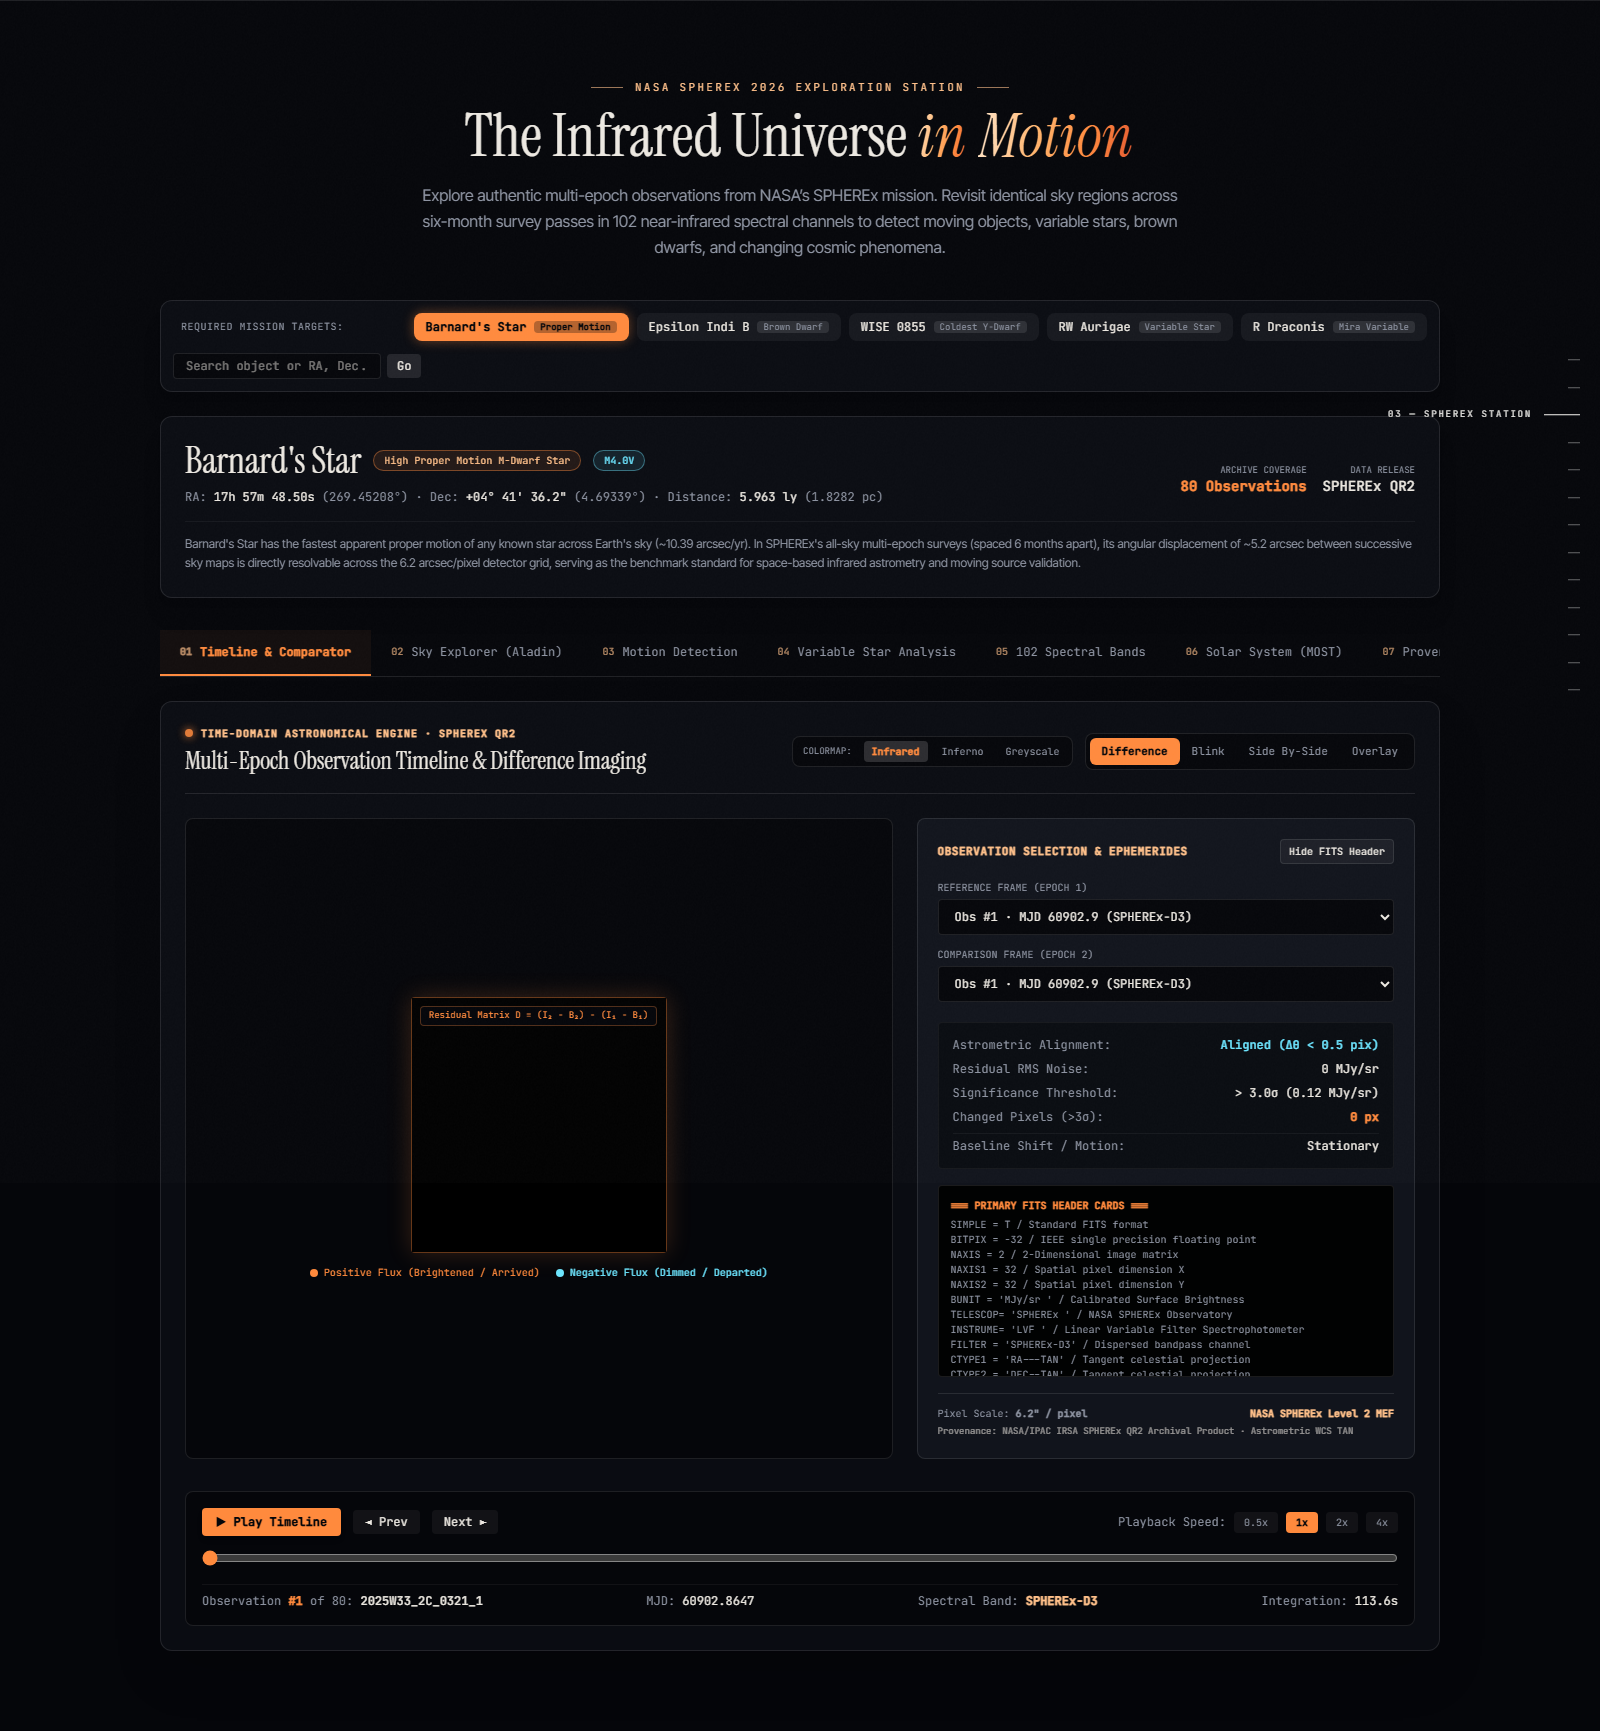 NASA SPHEREX 2026 EXPLORATION STATION
The Infrared Universe in Motion
Explore authentic multi-epoch observations from NASA's SPHEREx mission. Revisit identical sky regions across
six-month survey passes in 102 near-infrared spectral channels to detect moving objects, variable stars, brown
dwarfs, and changing cosmic phenomena.
REQUIRED MISSION TARGETS:
Barnard's Star Proper Motion
Epsilon Indi B Brown Dwarf
WISE 0855 Coldest Y-Dwarf
RW Aurigae Variable Star
R Draconis Mira Variable
Search object or RA, Dec.
Go
03 — SPHEREX STATION
Barnard's Star
High Proper Motion M-Dwarf Star
M4.0V
RA: 17h 57m 48.50s (269.45208°) · Dec: +04° 41' 36.2" (4.69339°) · Distance: 5.963 ly (1.8282 pc)
ARCHIVE COVERAGE
80 Observations
DATA RELEASE
SPHEREx QR2
Barnard's Star has the fastest apparent proper motion of any known star across Earth's sky (~10.39 arcsec/yr). In SPHEREx's all-sky multi-epoch surveys (spaced 6 months apart), its angular displacement of ~5.2 arcsec between successive
sky maps is directly resolvable across the 6.2 arcsec/pixel detector grid, serving as the benchmark standard for space-based infrared astrometry and moving source validation.
01 Timeline & Comparator
02 Sky Explorer (Aladin)
03 Motion Detection
04 Variable Star Analysis
05 102 Spectral Bands
06 Solar System (MOST)
07 Prover
TIME-DOMAIN ASTRONOMICAL ENGINE · SPHEREX QR2
Multi-Epoch Observation Timeline & Difference Imaging
COLORMAP: Infrared Inferno Greyscale
Difference Blink Side By-Side Overlay
Residual Matrix D = (I₂ - B₂) - (I₁ - B₁)
Positive Flux (Brightened / Arrived)
Negative Flux (Dimmed / Departed)
OBSERVATION SELECTION & EPHEMERIDES
Hide FITS Header
REFERENCE FRAME (EPOCH 1)
Obs #1 · MJD 60902.9 (SPHEREx-D3)
COMPARISON FRAME (EPOCH 2)
Obs #1 · MJD 60902.9 (SPHEREx-D3)
Astrometric Alignment: Aligned (Δθ < 0.5 pix)
Residual RMS Noise: 0 MJy/sr
Significance Threshold: > 3.0σ (0.12 MJy/sr)
Changed Pixels (>3σ): 0 px
Baseline Shift / Motion: Stationary
=== PRIMARY FITS HEADER CARDS ===
SIMPLE = T / Standard FITS format
BITPIX = -32 / IEEE single precision floating point
NAXIS = 2 / 2-Dimensional image matrix
NAXIS1 = 32 / Spatial pixel dimension X
NAXIS2 = 32 / Spatial pixel dimension Y
BUNIT = 'MJy/sr ' / Calibrated Surface Brightness
TELESCOP= 'SPHEREx ' / NASA SPHEREx Observatory
INSTRUME= 'LVF ' / Linear Variable Filter Spectrophotometer
FILTER = 'SPHEREx-D3' / Dispersed bandpass channel
CTYPE1 = 'RA---TAN' / Tangent celestial projection
CTYPE2 = 'DEC--TAN' / Tangent celestial projection
Pixel Scale: 6.2" / pixel
NASA SPHEREx Level 2 MEF
Provenance: NASA/IPAC IRSA SPHEREx QR2 Archival Product · Astrometric WCS TAN
▶ Play Timeline
◄ Prev
Next ►
Playback Speed: 0.5x 1x 2x 4x
Observation #1 of 80: 2025W33_2C_0321_1
MJD: 60902.8647
Spectral Band: SPHEREx-D3
Integration: 113.6s